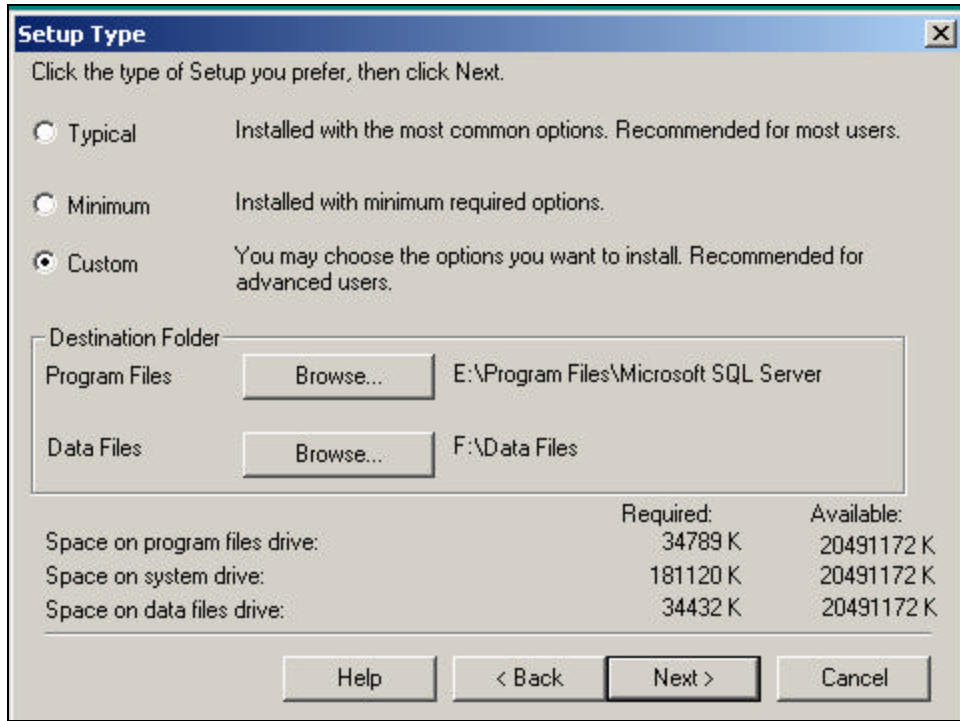 Setup Type
Click the type of Setup you prefer, then click Next.
Typical Installed with the most common options. Recommended for most users.
Minimum Installed with minimum required options.
Custom You may choose the options you want to install. Recommended for
advanced users.
Destination Folder
Program Files Browse... E:\Program Files\Microsoft SQL Server
Data Files Browse... F:\Data Files
Required: Available:
Space on program files drive: 34789 K 20491172 K
Space on system drive: 181120 K 20491172 K
Space on data files drive: 34432 K 20491172 K
Help < Back Next > Cancel